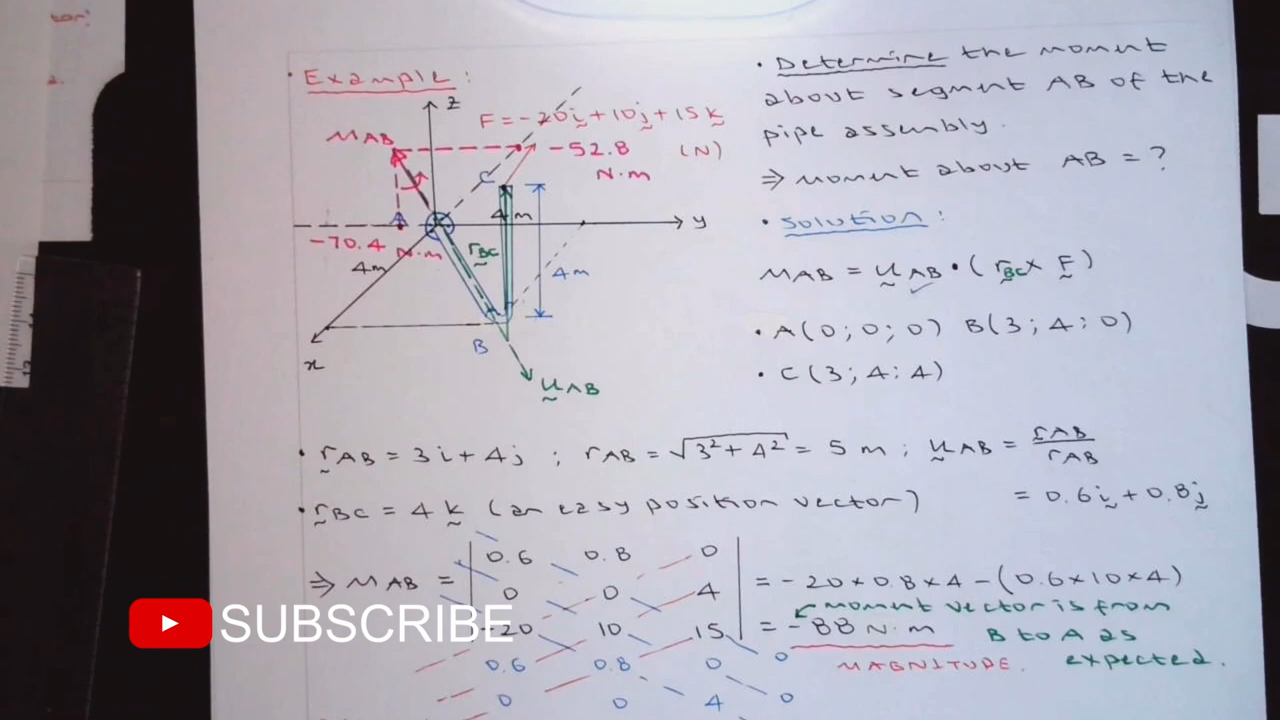 • Example:
z
F = -20i + 10j + 15k
(N)
MAB
-52.8
N·m
C
4m
A
y
-70.4 N·m
rBC
4m
4m
B
x
uAB
• Determine the moment
about segment AB of the
pipe assembly.
⇒ moment about AB = ?
• Solution:
MAB = uAB • (rBC × F)
• A(0;0;0) B(3;4;0)
• C(3;4;4)
• rAB = 3i + 4j ; rAB = √3² + 4² = 5 m ; uAB = rAB / rAB
= 0.6i + 0.8j
• rBC = 4k (an easy position vector)
⇒ MAB =
0.6 0.8 0
0 0 4
-20 10 15
0.6 0.8 0 0
0 0 4 0
= -20×0.8×4 - (0.6×10×4)
= -88 N·m
moment vector is from
B to A as
expected.
MAGNITUDE.
SUBSCRIBE